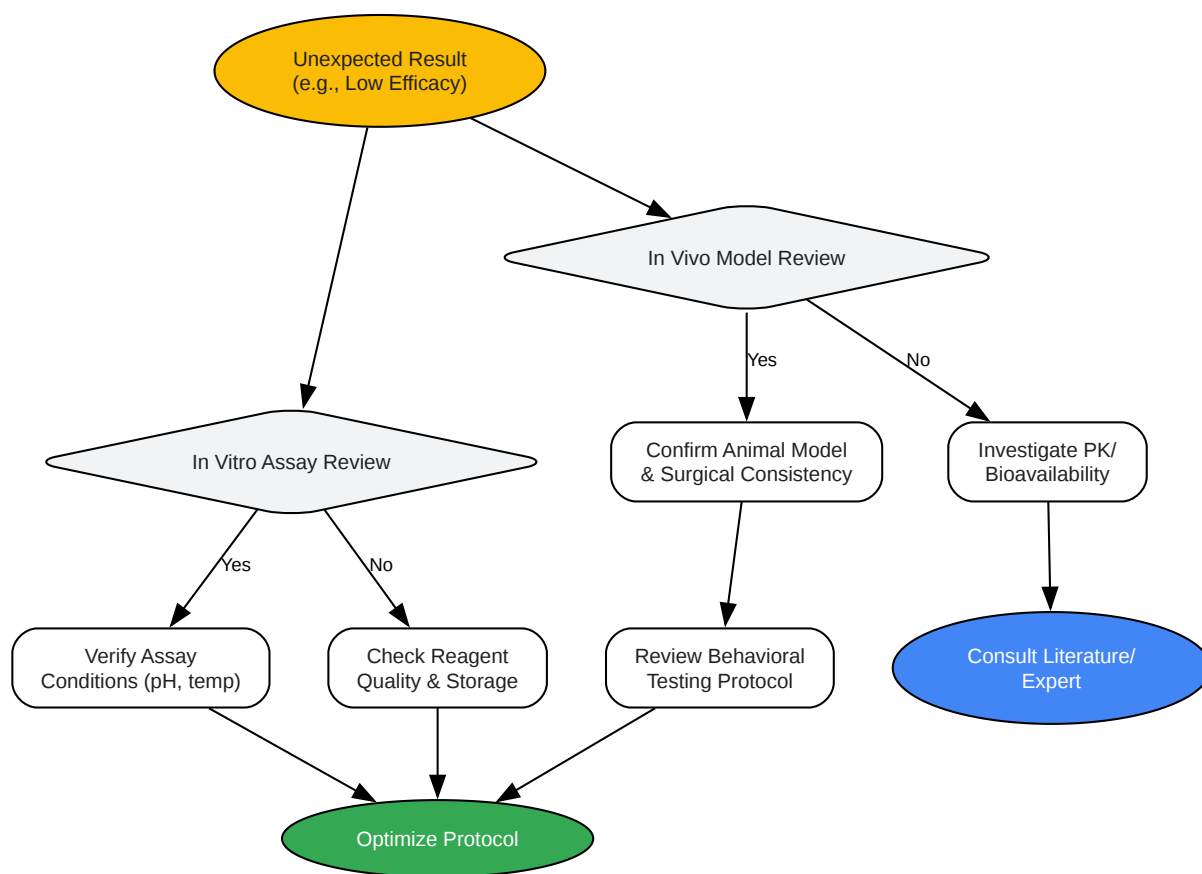 Unexpected Result
(e.g., Low Efficacy)
In Vivo Model Review
Yes
No
Confirm Animal Model
& Surgical Consistency
Investigate PK/
Bioavailability
In Vitro Assay Review
Yes
No
Verify Assay
Conditions (pH, temp)
Check Reagent
Quality & Storage
Review Behavioral
Testing Protocol
Consult Literature/
Expert
Optimize Protocol